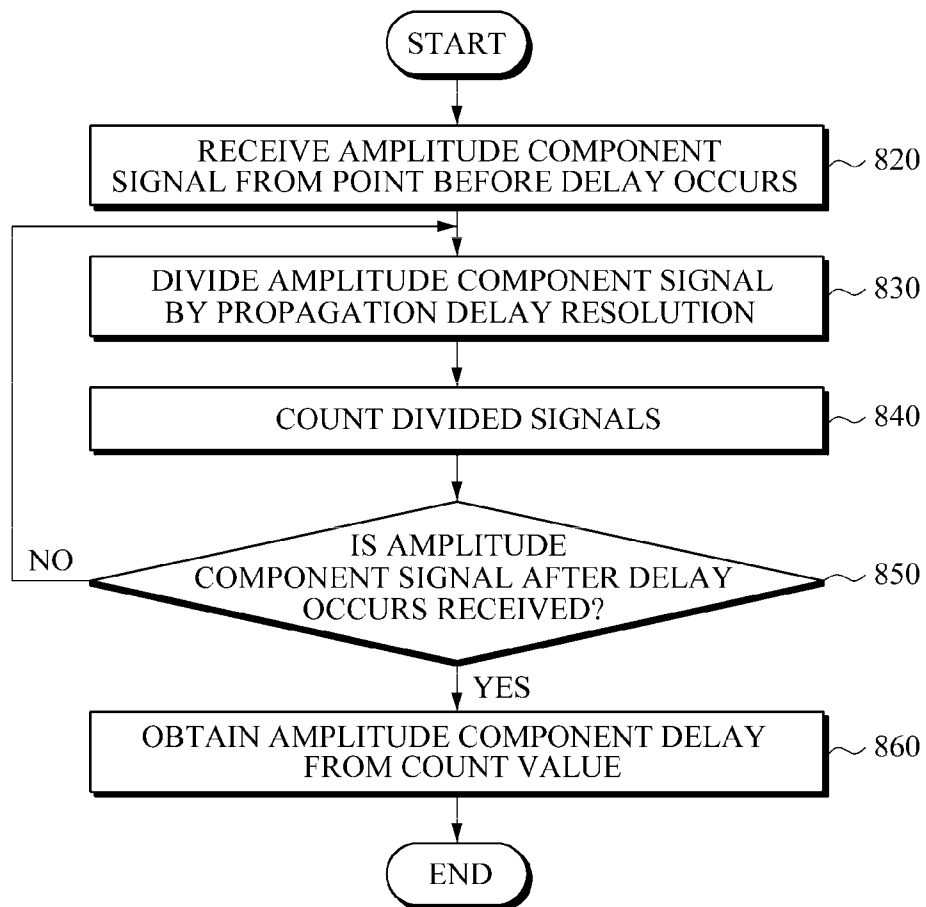 START
RECEIVE AMPLITUDE COMPONENT
SIGNAL FROM POINT BEFORE DELAY OCCURS
820
DIVIDE AMPLITUDE COMPONENT SIGNAL
BY PROPAGATION DELAY RESOLUTION
830
COUNT DIVIDED SIGNALS
840
IS AMPLITUDE
COMPONENT SIGNAL AFTER DELAY
OCCURS RECEIVED?
850
NO
YES
OBTAIN AMPLITUDE COMPONENT DELAY
FROM COUNT VALUE
860
END